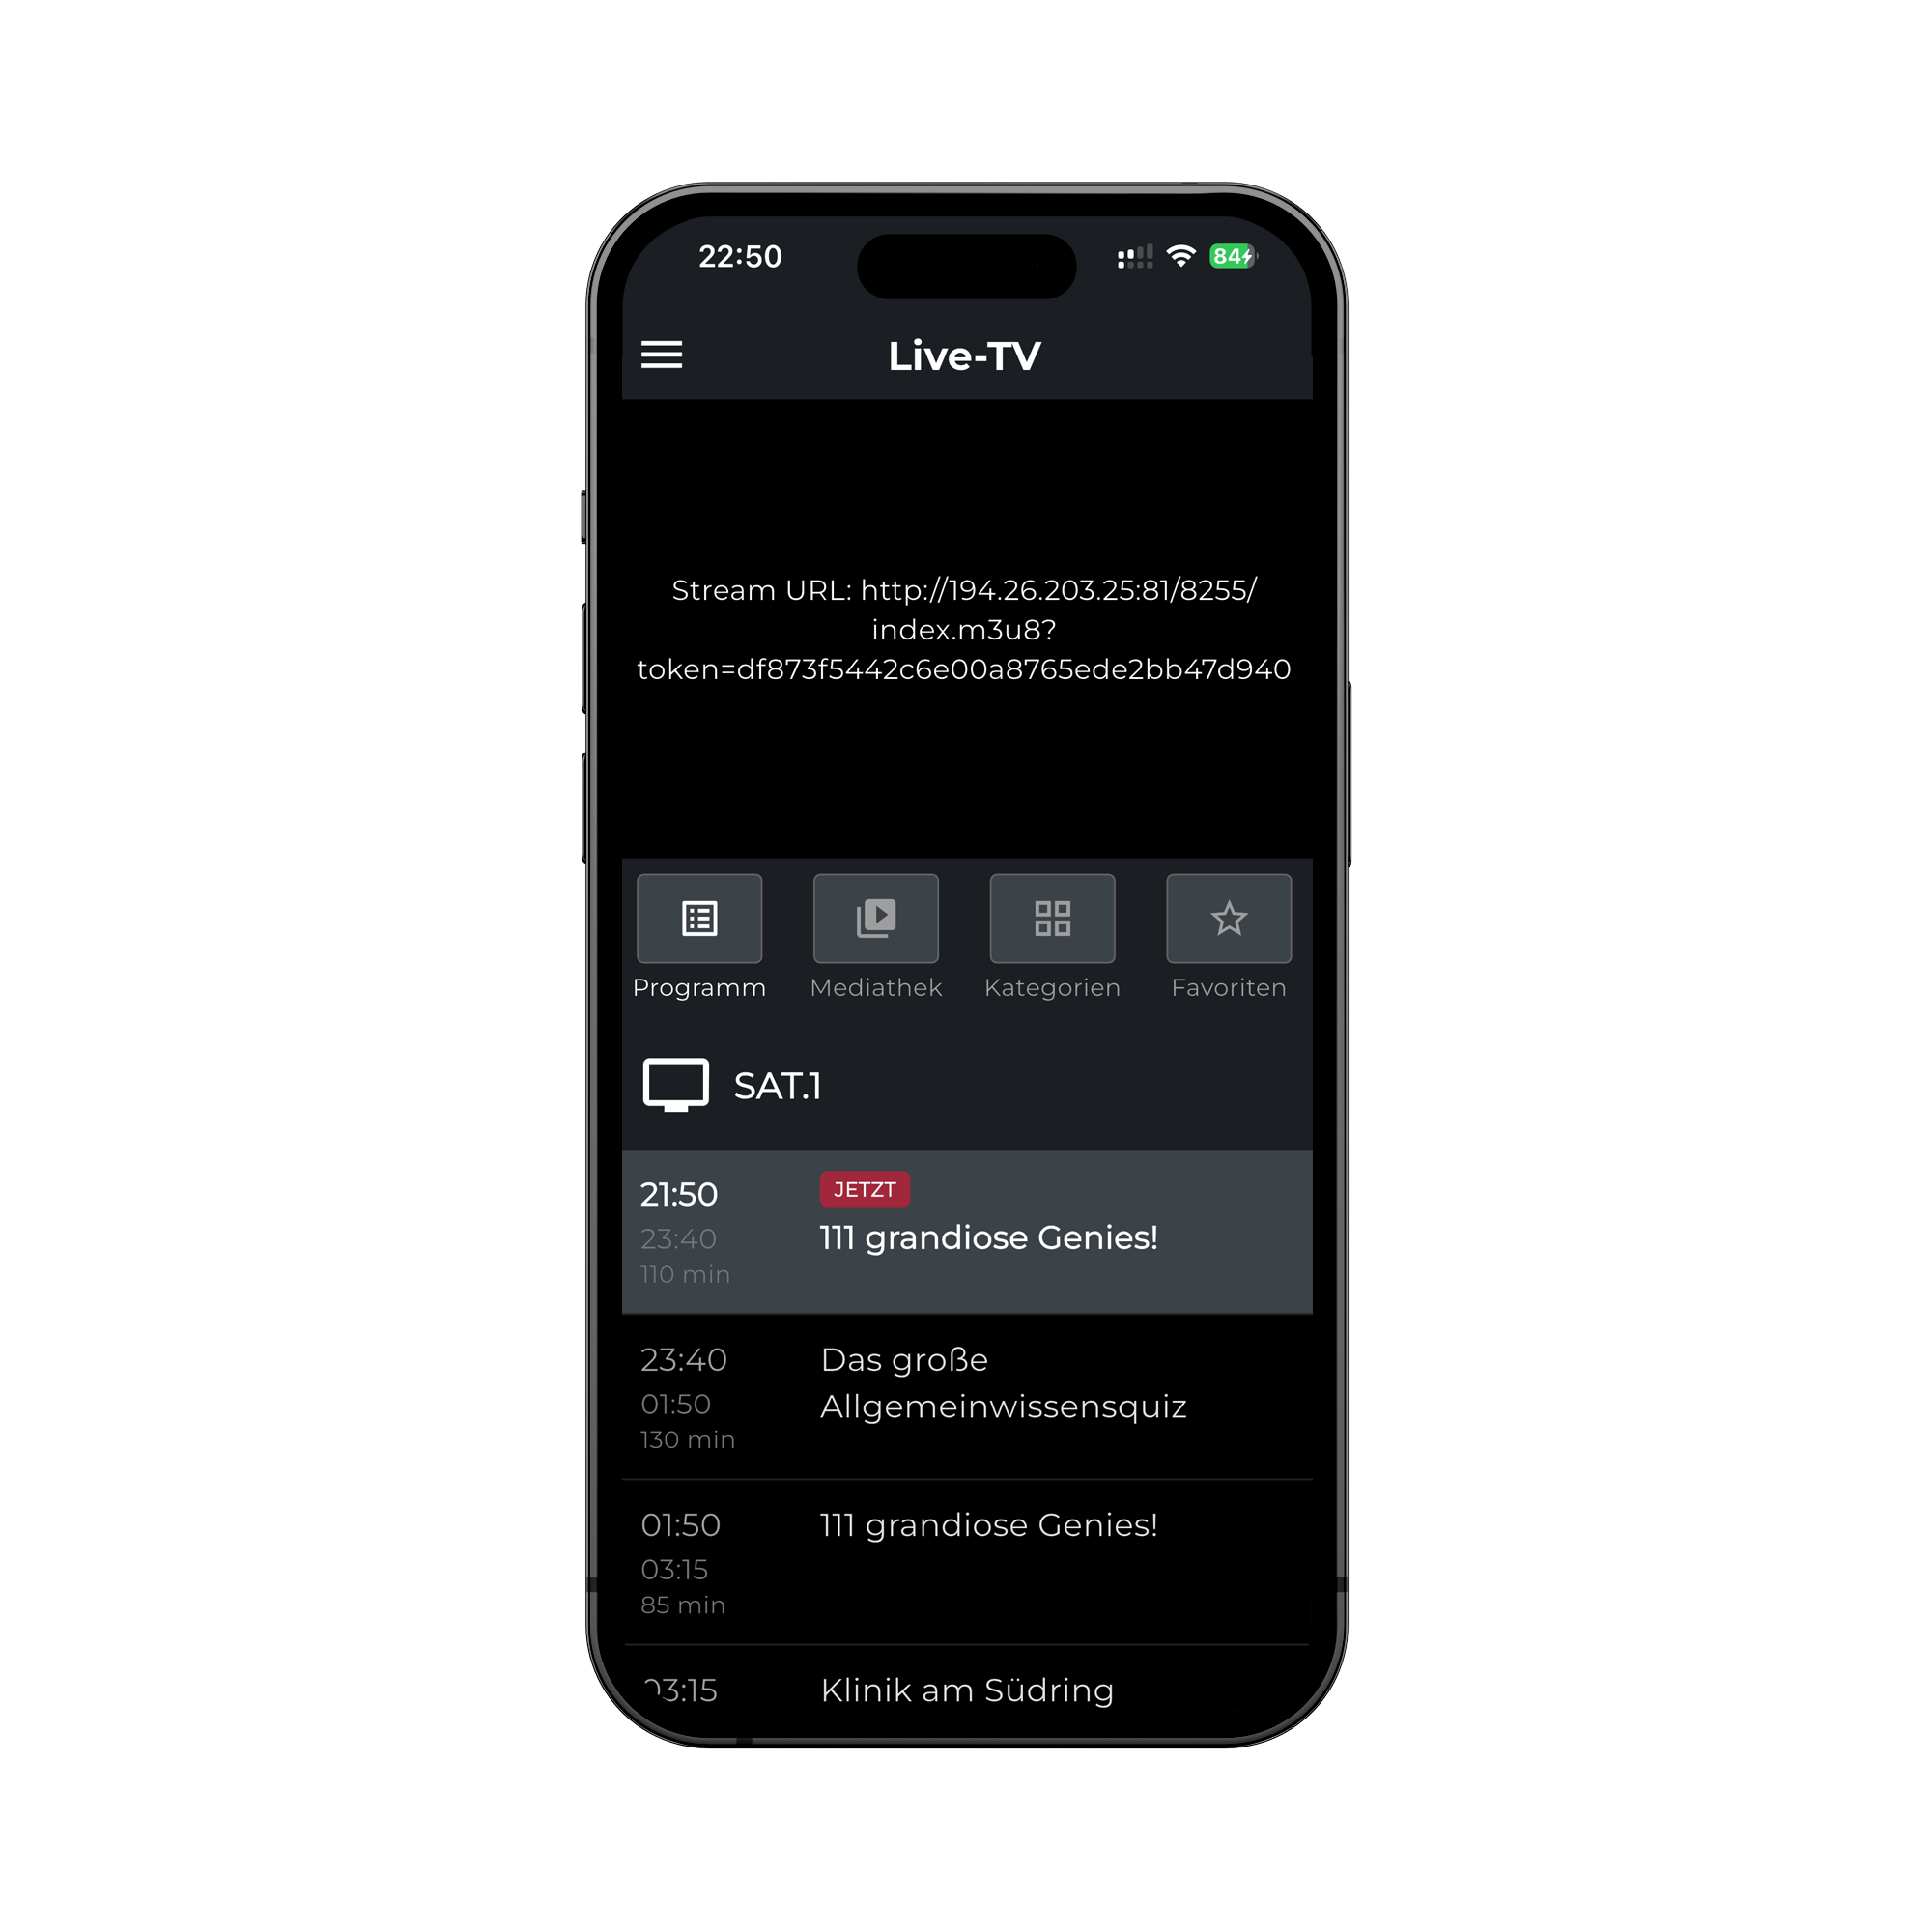 22:50
84
Live-TV
Stream URL: http://194.26.203.25:81/8255/
index.m3u8?
token=df873f5442c6e00a8765ede2bb47d940
Programm Mediathek Kategorien Favoriten
SAT.1
21:50 JETZT
23:40 111 grandiose Genies!
110 min
23:40 Das große
01:50 Allgemeinwissensquiz
130 min
01:50 111 grandiose Genies!
03:15
85 min
03:15 Klinik am Südring